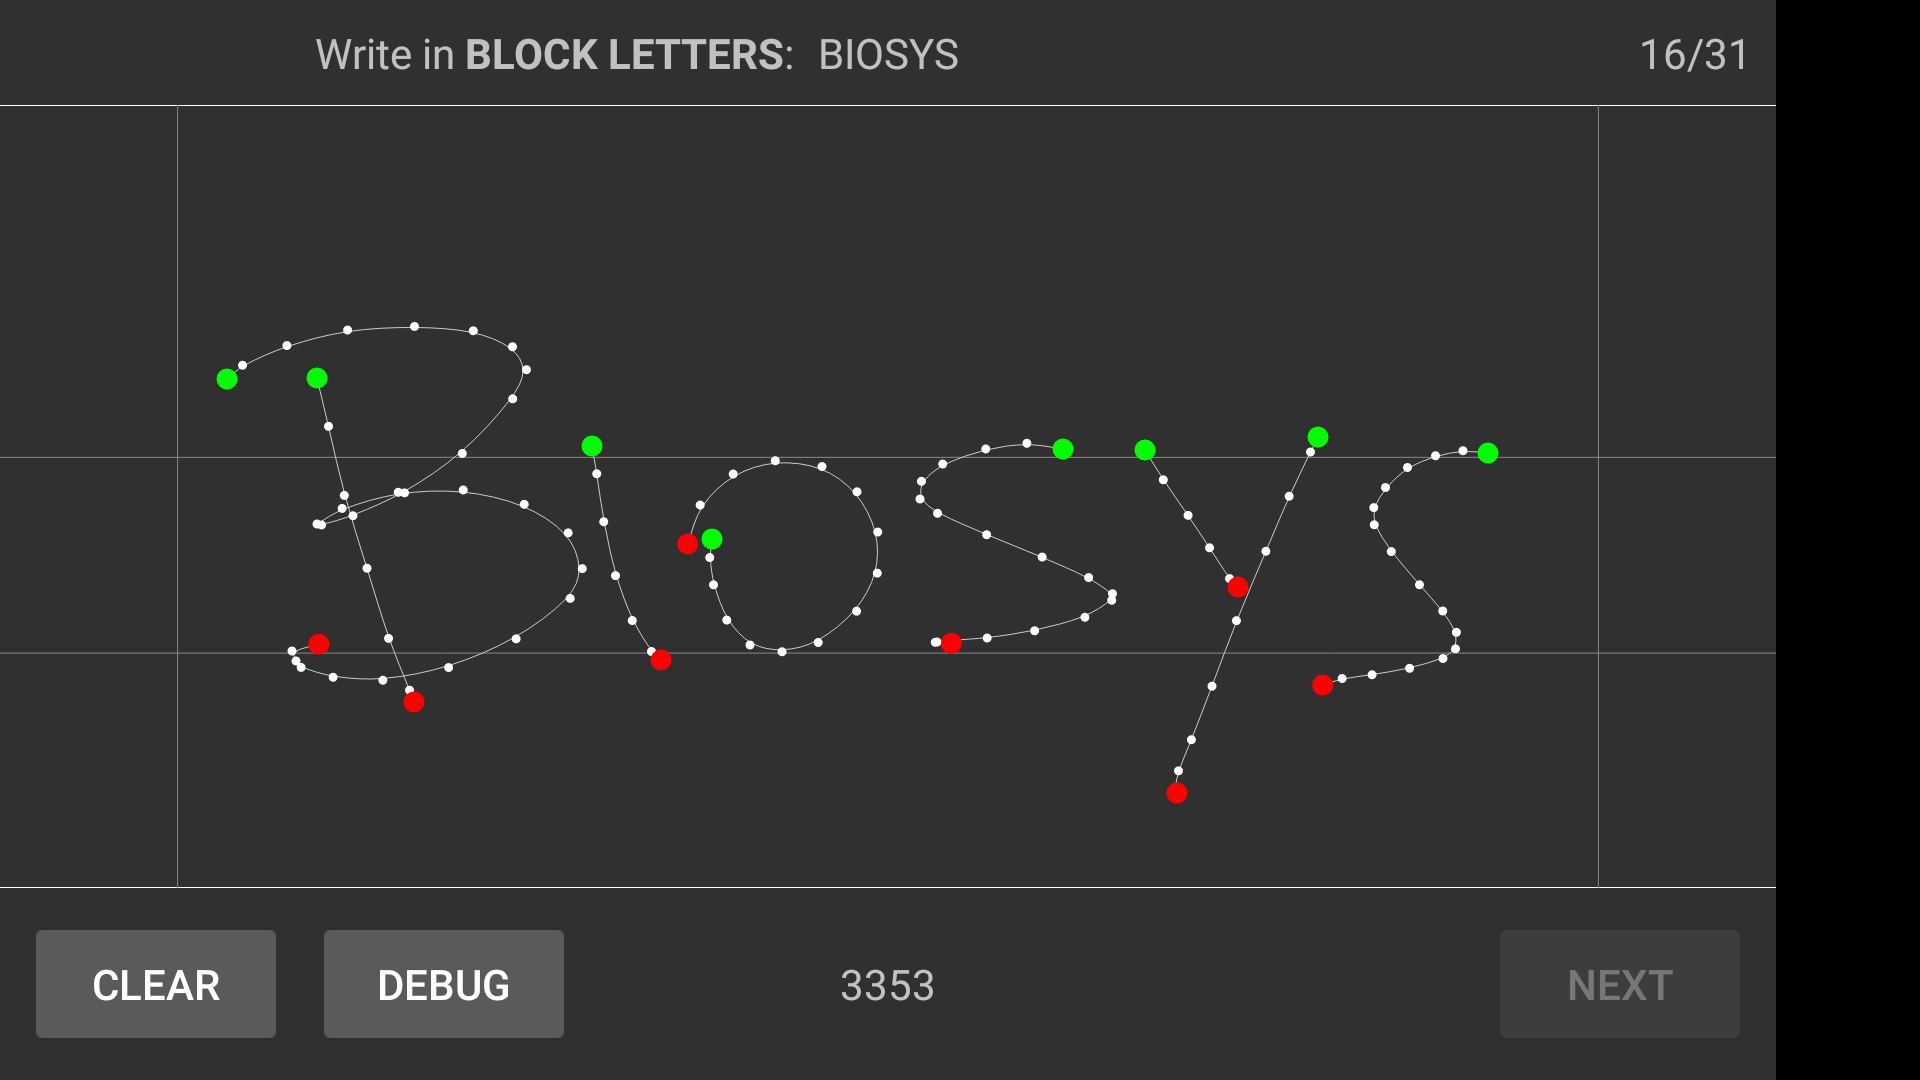 Write in BLOCK LETTERS: BIOSYS 16/31
BIOSYS
CLEAR DEBUG 3353 NEXT